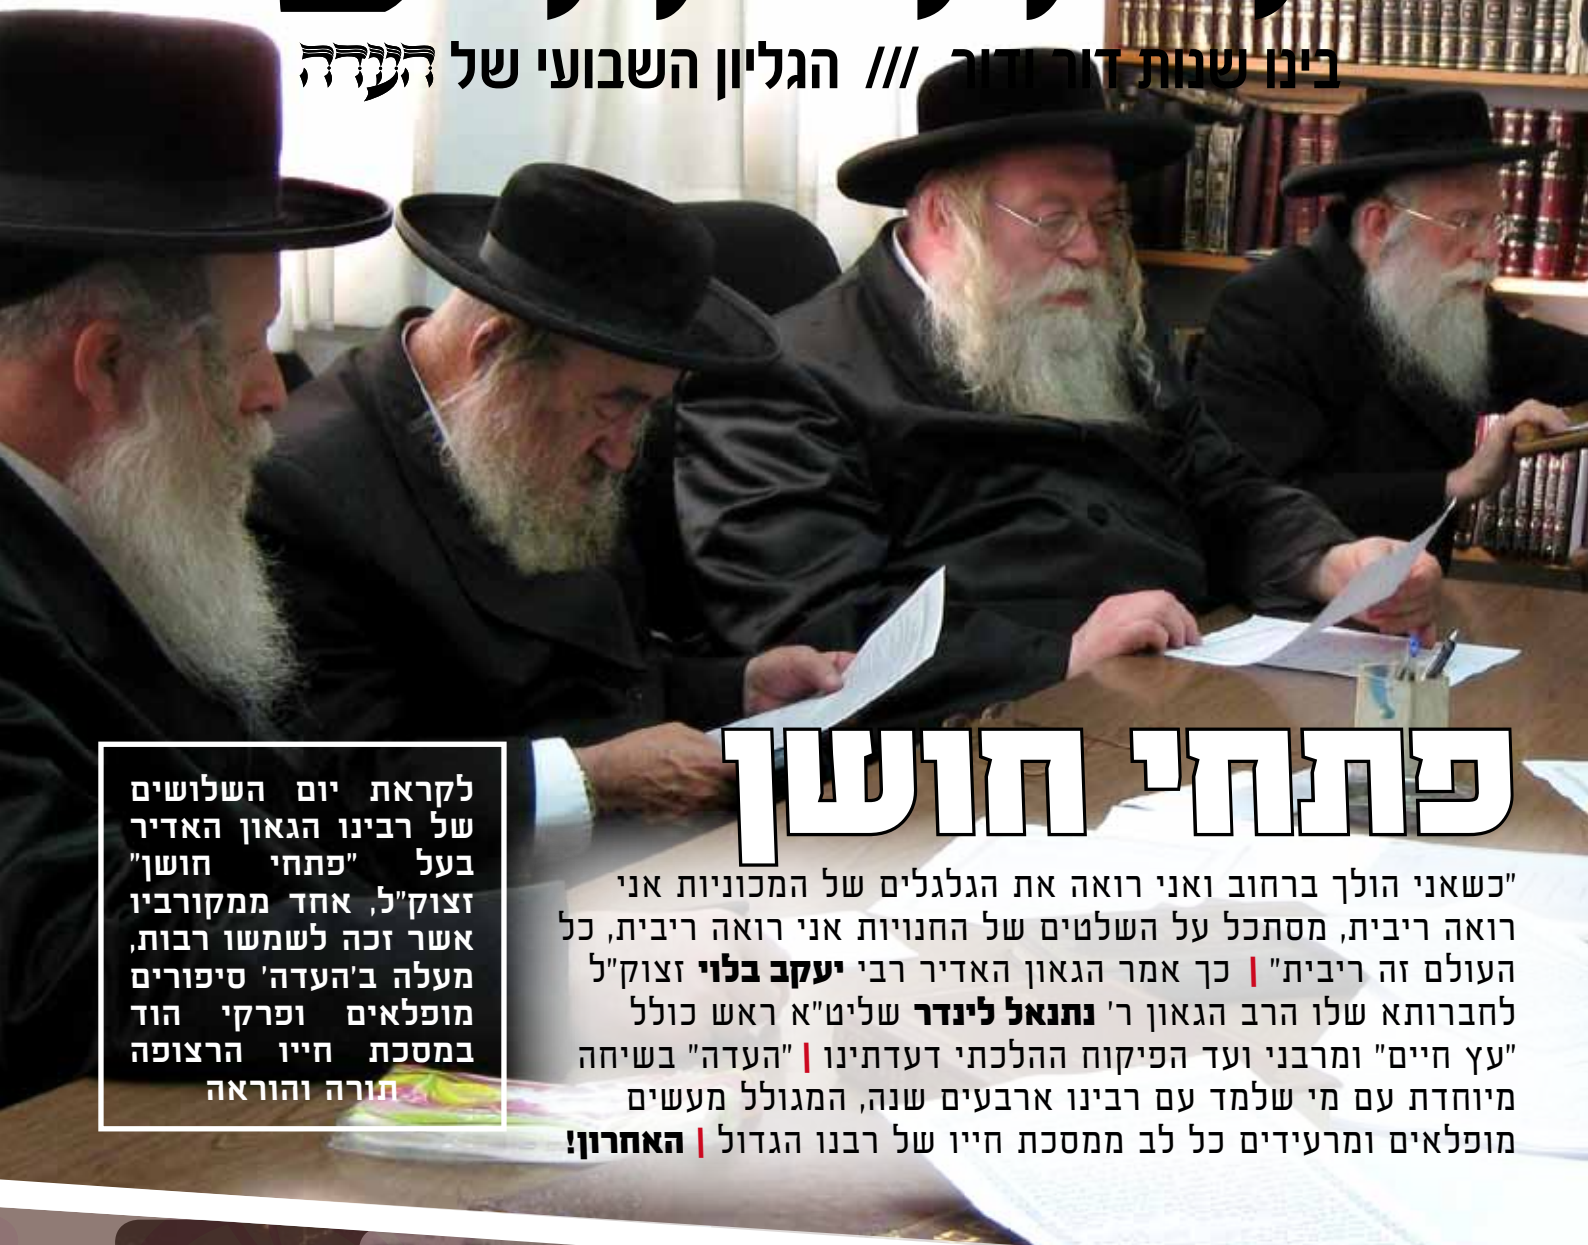 בינו שנות דור ודור /// הגליון השבועי של העדה
פתחי חושן
"כשאני הולך ברחוב ואני רואה את הגלגלים של המכוניות אני
רואה ריבית, מסתכל על השלטים של החנויות אני רואה ריבית, כל
העולם זה ריבית" | כך אמר הגאון האדיר רבי יעקב בלוי זצוק"ל
לחברותא שלו הרב הגאון ר' נתנאל לינדר שליט"א ראש כולל
"עץ חיים" ומרבני ועד הפיקוח ההלכתי דעדתינו | "העדה" בשיחה
מיוחדת עם מי שלמד עם רבינו ארבעים שנה, המגולל מעשים
מופלאים ומרעידים כל לב ממסכת חייו של רבנו הגדול | האחרון!
לקראת יום השלושים
של רבינו הגאון האדיר
בעל "פתחי חושן"
זצוק"ל, אחד ממקורביו
אשר זכה לשמשו רבות,
מעלה ב'העדה' סיפורים
מופלאים ופרקי הוד
במסכת חייו הרצופה
תורה והוראה